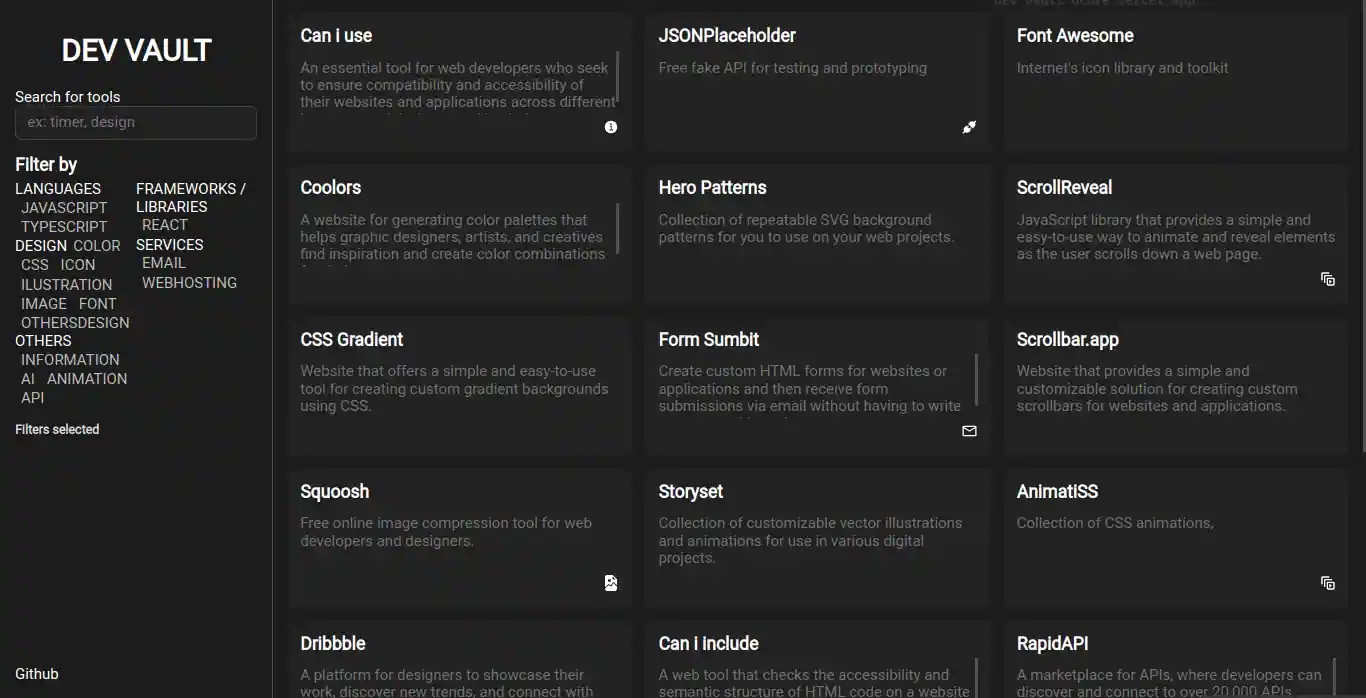 DEV VAULT
Search for tools
ex: timer, design
Filter by
LANGUAGES
JAVASCRIPT
TYPESCRIPT
DESIGN COLOR
CSS ICON
ILUSTRATION
IMAGE FONT
OTHERSDESIGN
OTHERS
INFORMATION
AI ANIMATION
API
FRAMEWORKS /
LIBRARIES
REACT
SERVICES
EMAIL
WEBHOSTING
Filters selected
Github
Can i use
An essential tool for web developers who seek
to ensure compatibility and accessibility of
their websites and applications across different
JSONPlaceholder
Free fake API for testing and prototyping
Font Awesome
Internet's icon library and toolkit
Coolors
A website for generating color palettes that
helps graphic designers, artists, and creatives
find inspiration and create color combinations
Hero Patterns
Collection of repeatable SVG background
patterns for you to use on your web projects.
ScrollReveal
JavaScript library that provides a simple and
easy-to-use way to animate and reveal elements
as the user scrolls down a web page.
CSS Gradient
Website that offers a simple and easy-to-use
tool for creating custom gradient backgrounds
using CSS.
Form Sumbit
Create custom HTML forms for websites or
applications and then receive form
submissions via email without having to write
Scrollbar.app
Website that provides a simple and
customizable solution for creating custom
scrollbars for websites and applications.
Squoosh
Free online image compression tool for web
developers and designers.
Storyset
Collection of customizable vector illustrations
and animations for use in various digital
projects.
AnimatiSS
Collection of CSS animations,
Dribbble
A platform for designers to showcase their
work, discover new trends, and connect with
Can i include
A web tool that checks the accessibility and
semantic structure of HTML code on a website
RapidAPI
A marketplace for APIs, where developers can
discover and connect to over 20,000 APIs